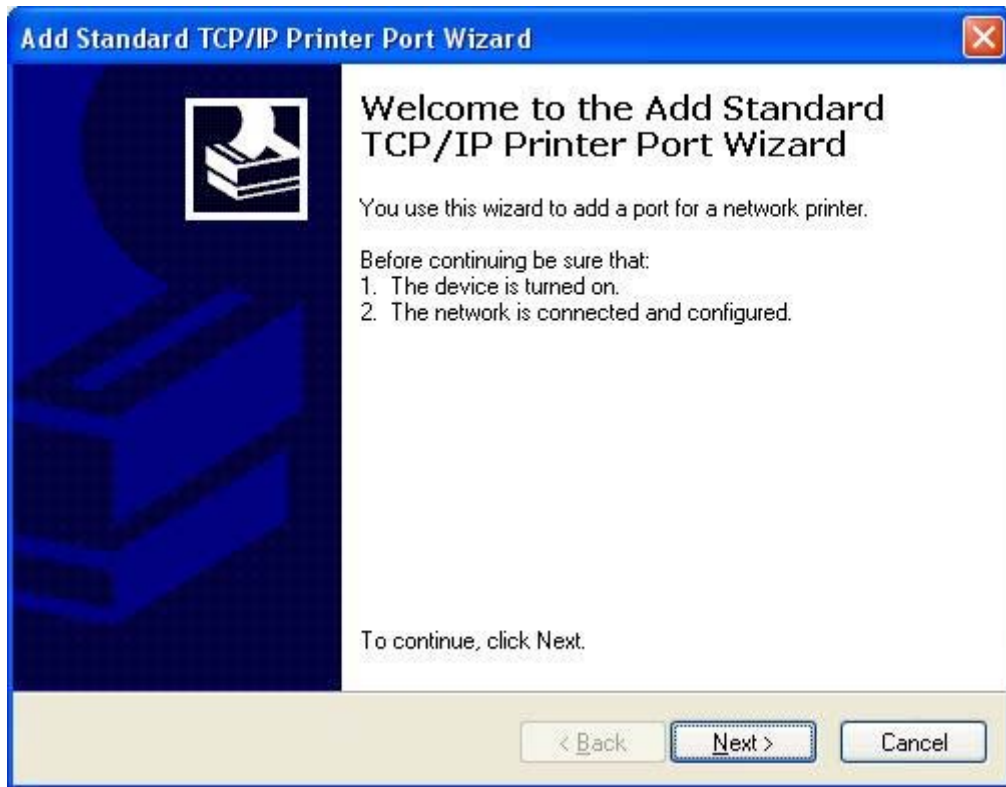 Add Standard TCP/IP Printer Port Wizard
Welcome to the Add Standard
TCP/IP Printer Port Wizard
You use this wizard to add a port for a network printer.
Before continuing be sure that:
1. The device is turned on.
2. The network is connected and configured.
To continue, click Next.
< Back
Next >
Cancel